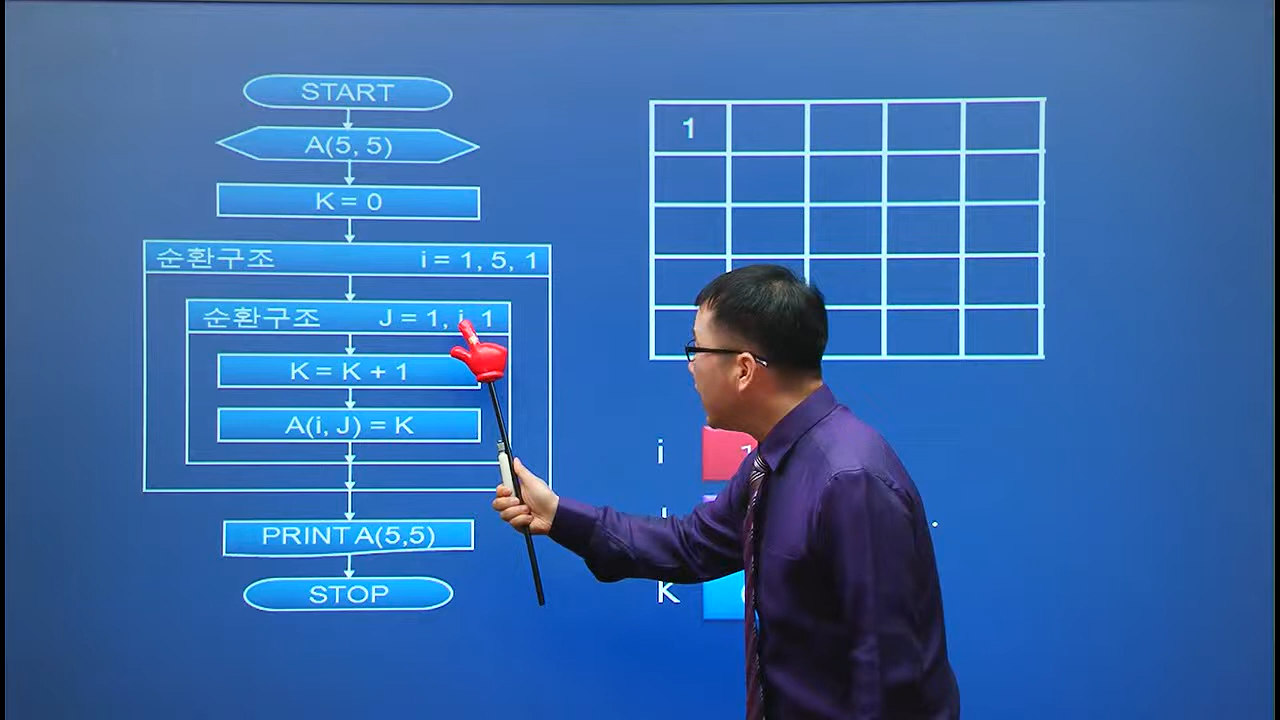 START
A(5, 5)
K = 0
순환구조 i = 1, 5, 1
순환구조 J = 1, i, 1
K = K + 1
A(i, J) = K
PRINT A(5,5)
STOP
1
i 1
K